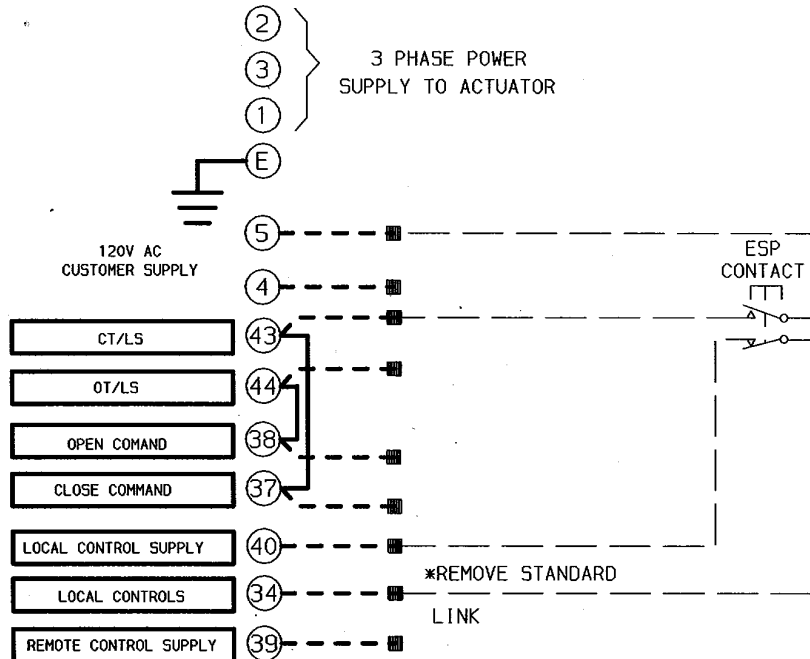 2
3
1
3 PHASE POWER
SUPPLY TO ACTUATOR
E
5
120V AC
CUSTOMER SUPPLY
ESP
CONTACT
4
CT/LS
43
OT/LS
44
OPEN COMAND
38
CLOSE COMMAND
37
LOCAL CONTROL SUPPLY
40
*REMOVE STANDARD
LINK
LOCAL CONTROLS
34
REMOTE CONTROL SUPPLY
39